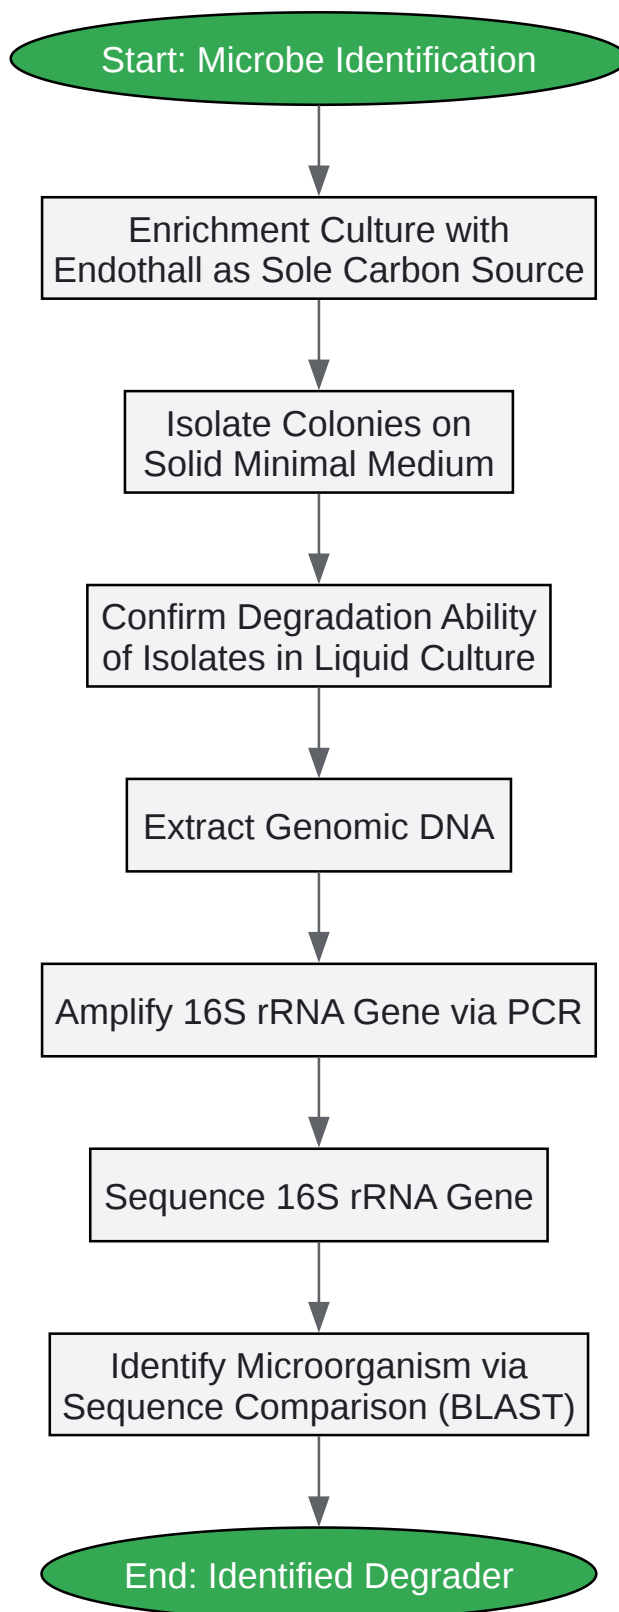 Start: Microbe Identification
Enrichment Culture with
Endothall as Sole Carbon Source
Isolate Colonies on
Solid Minimal Medium
Confirm Degradation Ability
of Isolates in Liquid Culture
Extract Genomic DNA
Amplify 16S rRNA Gene via PCR
Sequence 16S rRNA Gene
Identify Microorganism via
Sequence Comparison (BLAST)
End: Identified Degrader